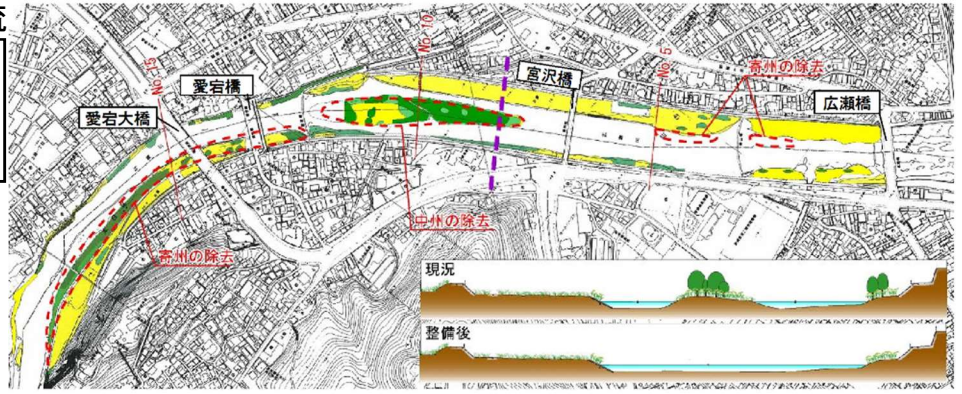 流
No.15
No.10
No.5
愛宕大橋
愛宕橋
宮沢橋
広瀬橋
寄州の除去
中州の除去
寄州の除去
現況
整備後